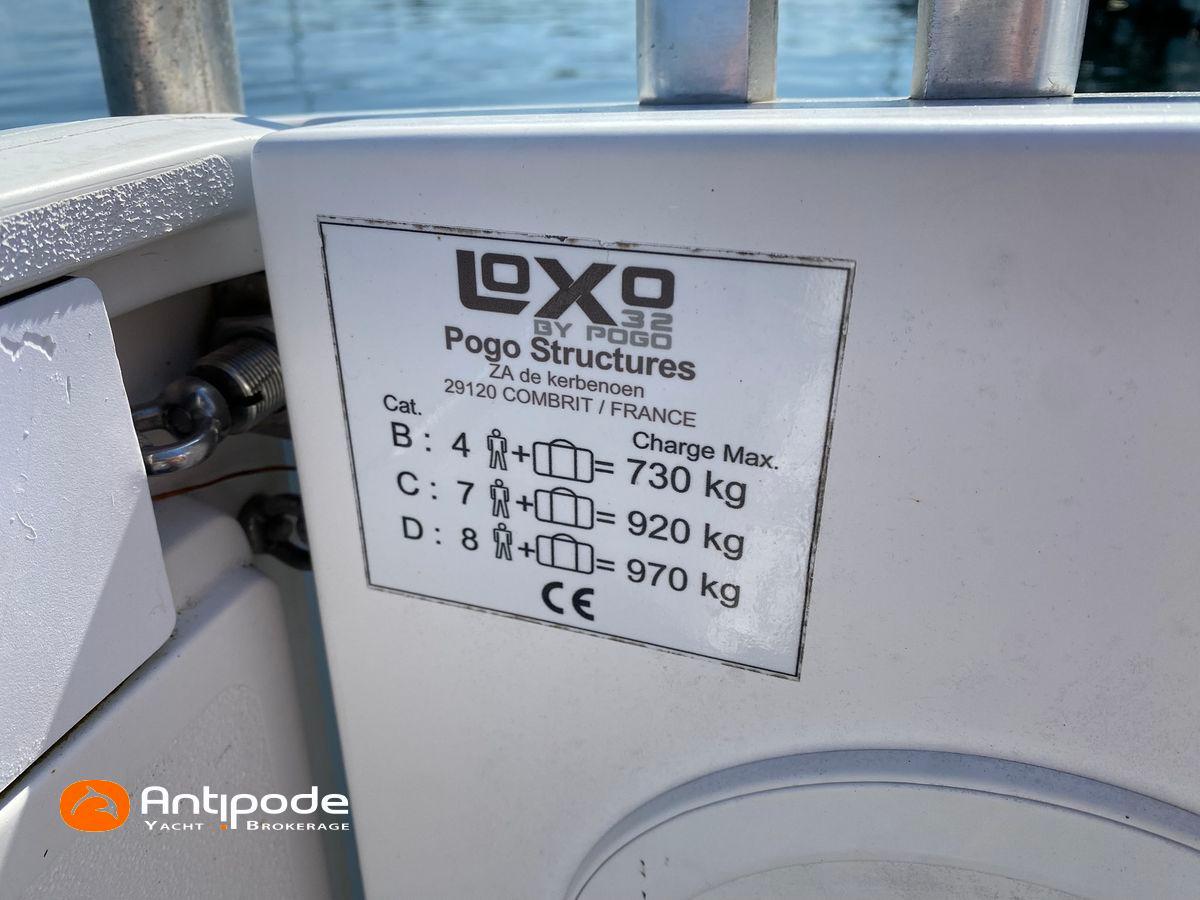 LOXO
32
BY POGO
Pogo Structures
ZA de kerbenoen
29120 COMBRIT / FRANCE
Cat. Charge Max.
B : 4 + = 730 kg
C : 7 + = 920 kg
D : 8 + = 970 kg
CE
Antipode
YACHT BROKERAGE